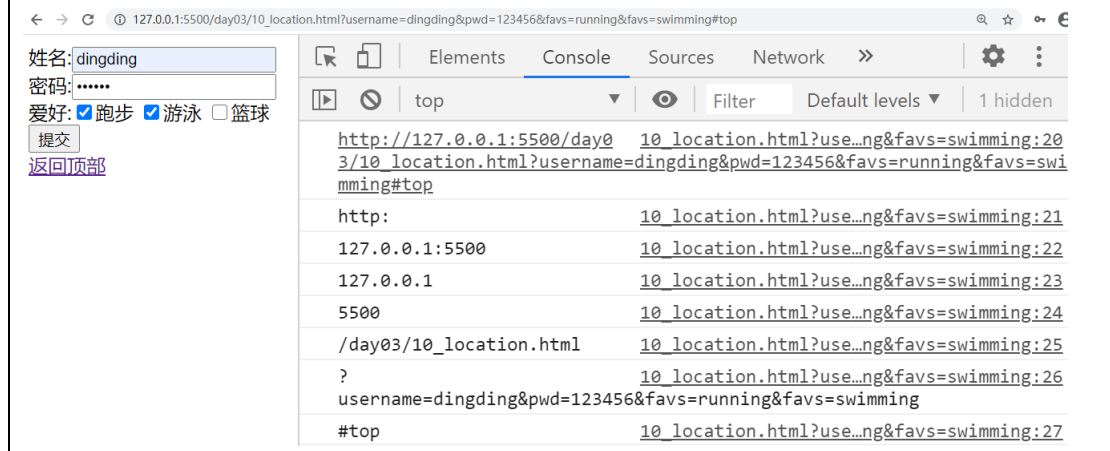 127.0.0.1:5500/day03/10_location.html?username=dingding&pwd=123456&favs=running&favs=swimming#top
姓名:dingding
密码:••••••
爱好: 跑步 游泳 篮球
提交
返回顶部
Elements Console Sources Network »
top Filter Default levels ▼ 1 hidden
http://127.0.0.1:5500/day0 10_location.html?use…ng&favs=swimming:20
3/10_location.html?username=dingding&pwd=123456&favs=running&favs=swi
mming#top
http: 10_location.html?use…ng&favs=swimming:21
127.0.0.1:5500 10_location.html?use…ng&favs=swimming:22
127.0.0.1 10_location.html?use…ng&favs=swimming:23
5500 10_location.html?use…ng&favs=swimming:24
/day03/10_location.html 10_location.html?use…ng&favs=swimming:25
? 10_location.html?use…ng&favs=swimming:26
username=dingding&pwd=123456&favs=running&favs=swimming
#top 10_location.html?use…ng&favs=swimming:27